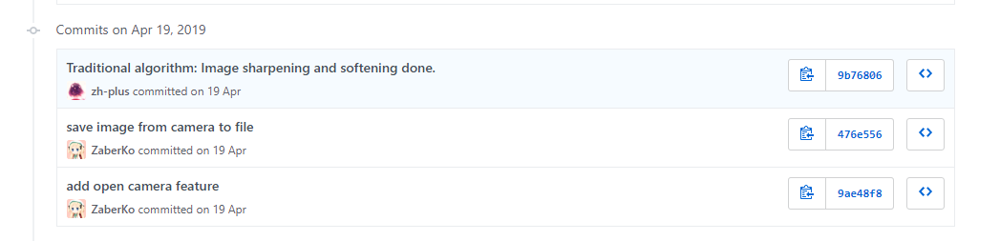 Commits on Apr 19, 2019
Traditional algorithm: Image sharpening and softening done.
9b76806
zh-plus committed on 19 Apr
save image from camera to file
476e556
ZaberKo committed on 19 Apr
add open camera feature
9ae48f8
ZaberKo committed on 19 Apr